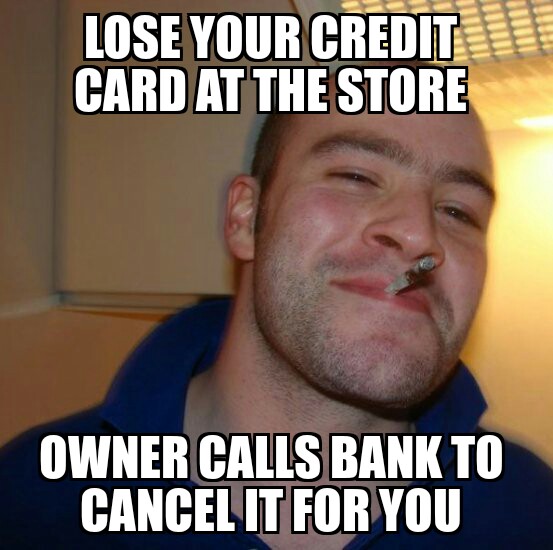 LOSE YOUR CREDIT
CARD AT THE STORE
OWNER CALLS BANK TO
CANCEL IT FOR YOU